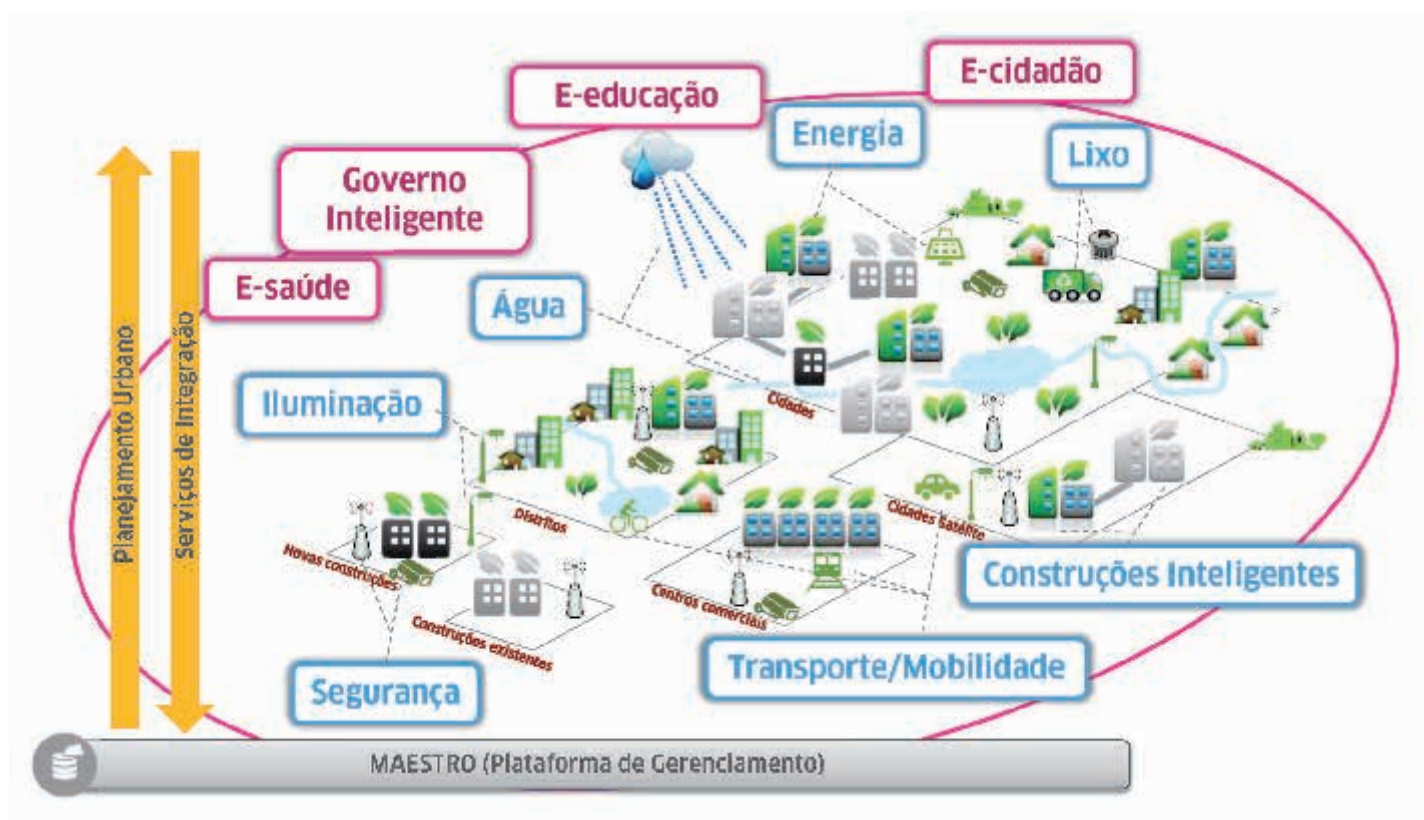 E-cidadão
E-educação
Energia
Lixo
Governo
Inteligente
E-saúde
Água
Iluminação
Planejamento Urbano
Serviços de Integração
Cidades
Distritos
Cidades Satélite
Novas construções
Construções existentes
Centros comerciais
Construções Inteligentes
Transporte/Mobilidade
Segurança
MAESTRO (Plataforma de Gerenciamento)